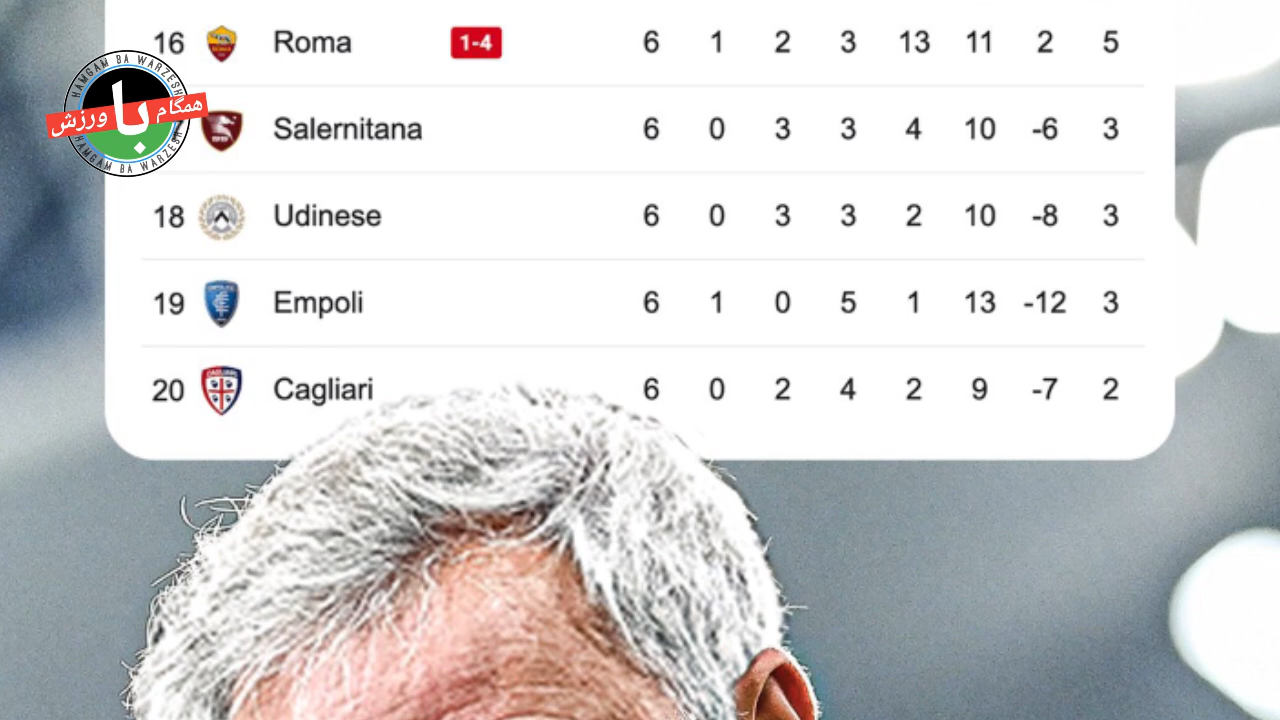 16 Roma 1-4 6 1 2 3 13 11 2 5
HAMGAM BA WARZESH
همگام با ورزش
HAMGAM BA WARZESH
Salernitana 6 0 3 3 4 10 -6 3
18 Udinese 6 0 3 3 2 10 -8 3
19 Empoli 6 1 0 5 1 13 -12 3
20 Cagliari 6 0 2 4 2 9 -7 2